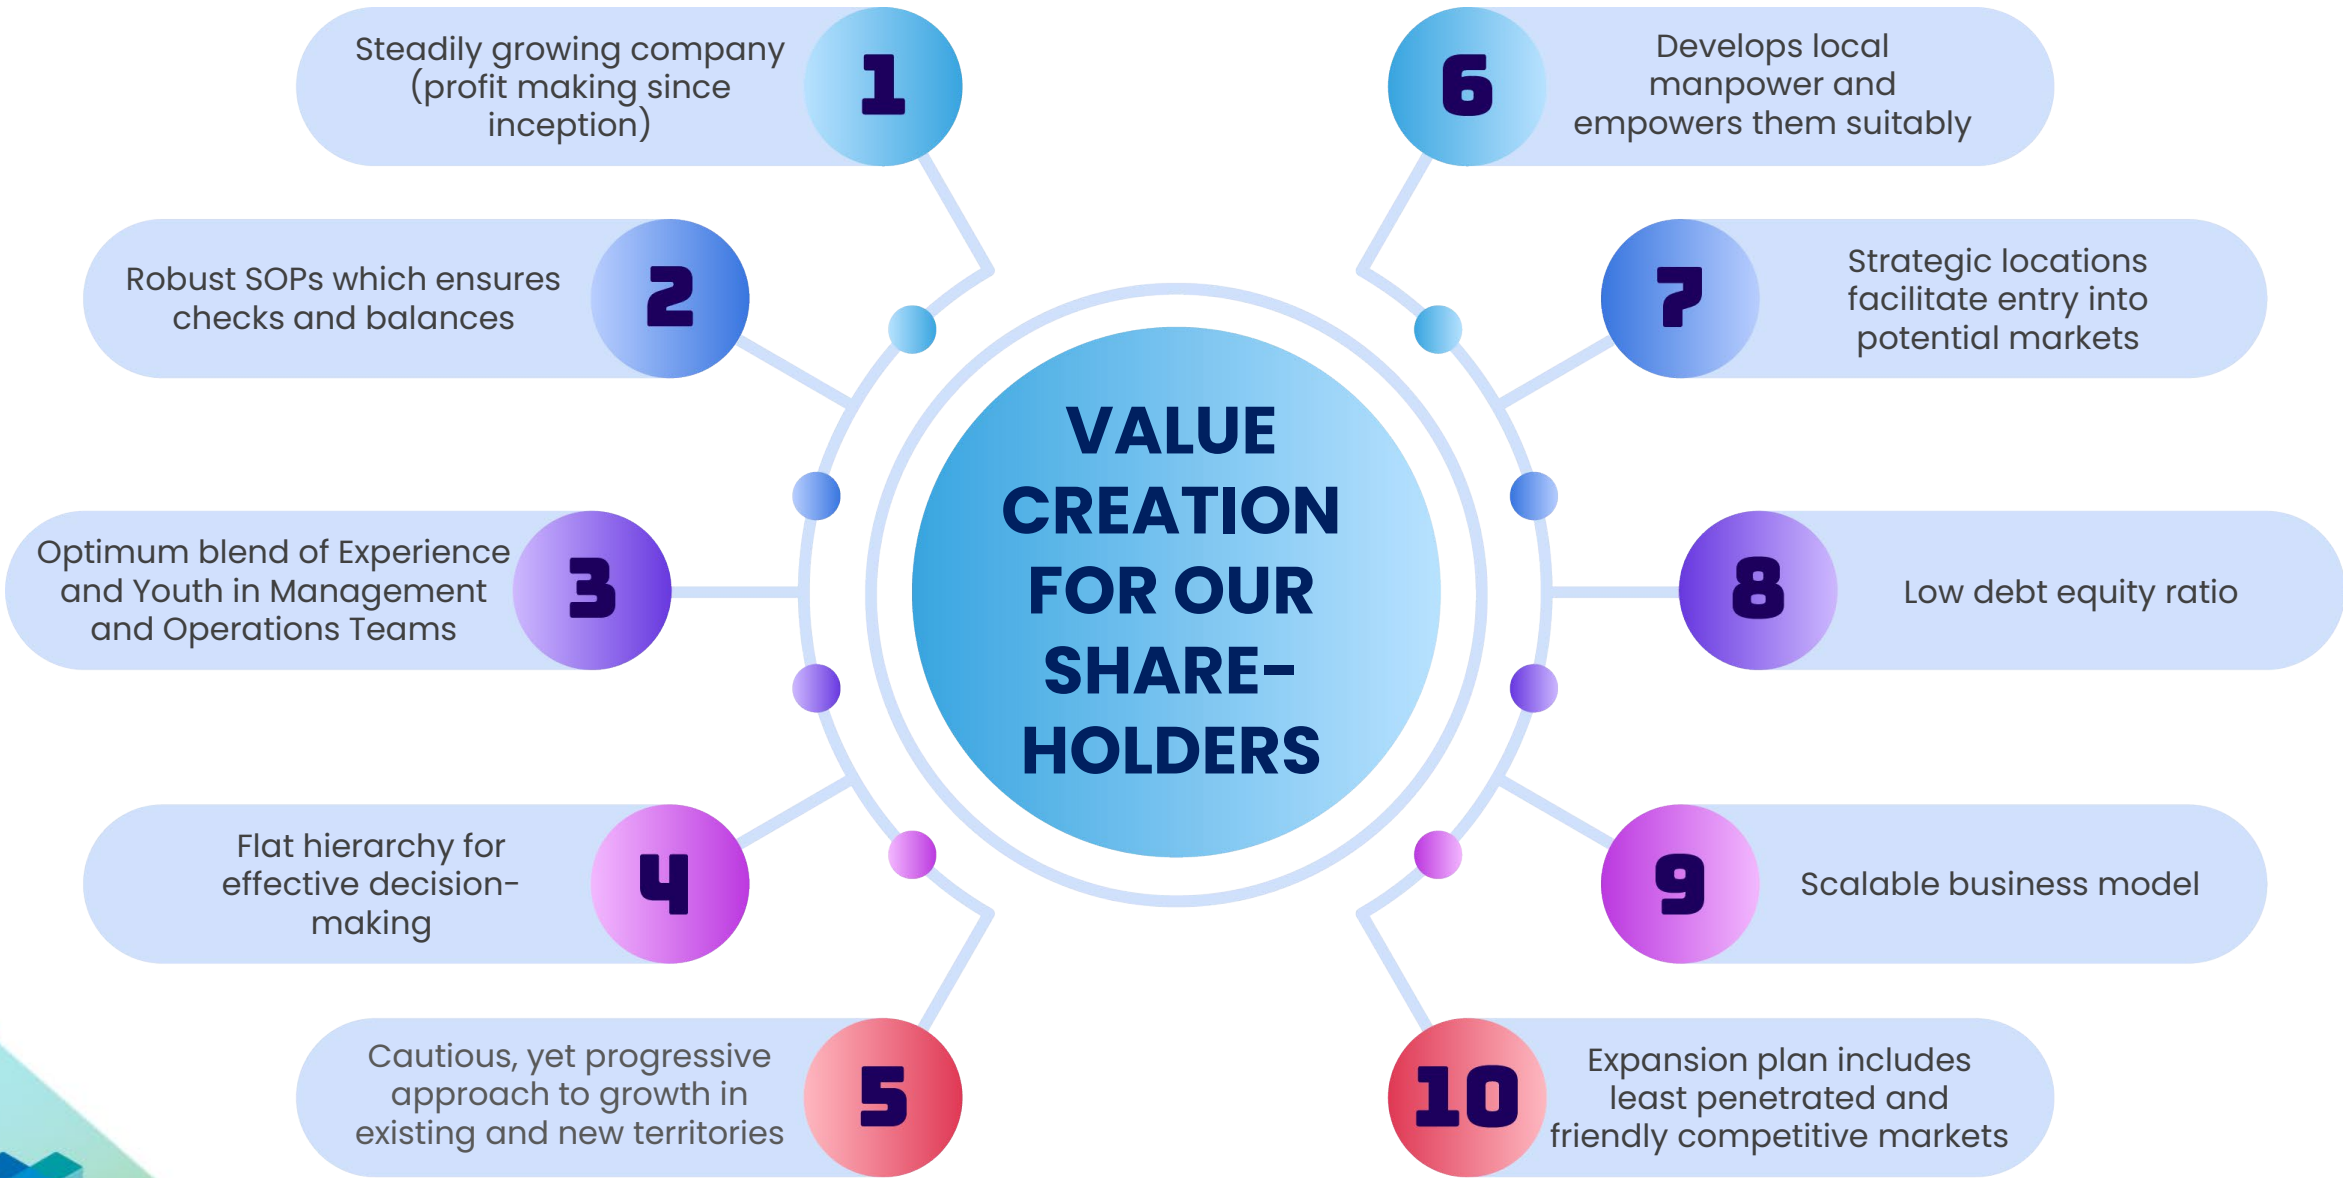 1
Steadily growing company
(profit making since
inception)
2
Robust SOPs which ensures
checks and balances
3
Optimum blend of Experience
and Youth in Management
and Operations Teams
4
Flat hierarchy for
effective decision-
making
5
Cautious, yet progressive
approach to growth in
existing and new territories
VALUE
CREATION
FOR OUR
SHARE-
HOLDERS
6
Develops local
manpower and
empowers them suitably
7
Strategic locations
facilitate entry into
potential markets
8
Low debt equity ratio
9
Scalable business model
10
Expansion plan includes
least penetrated and
friendly competitive markets